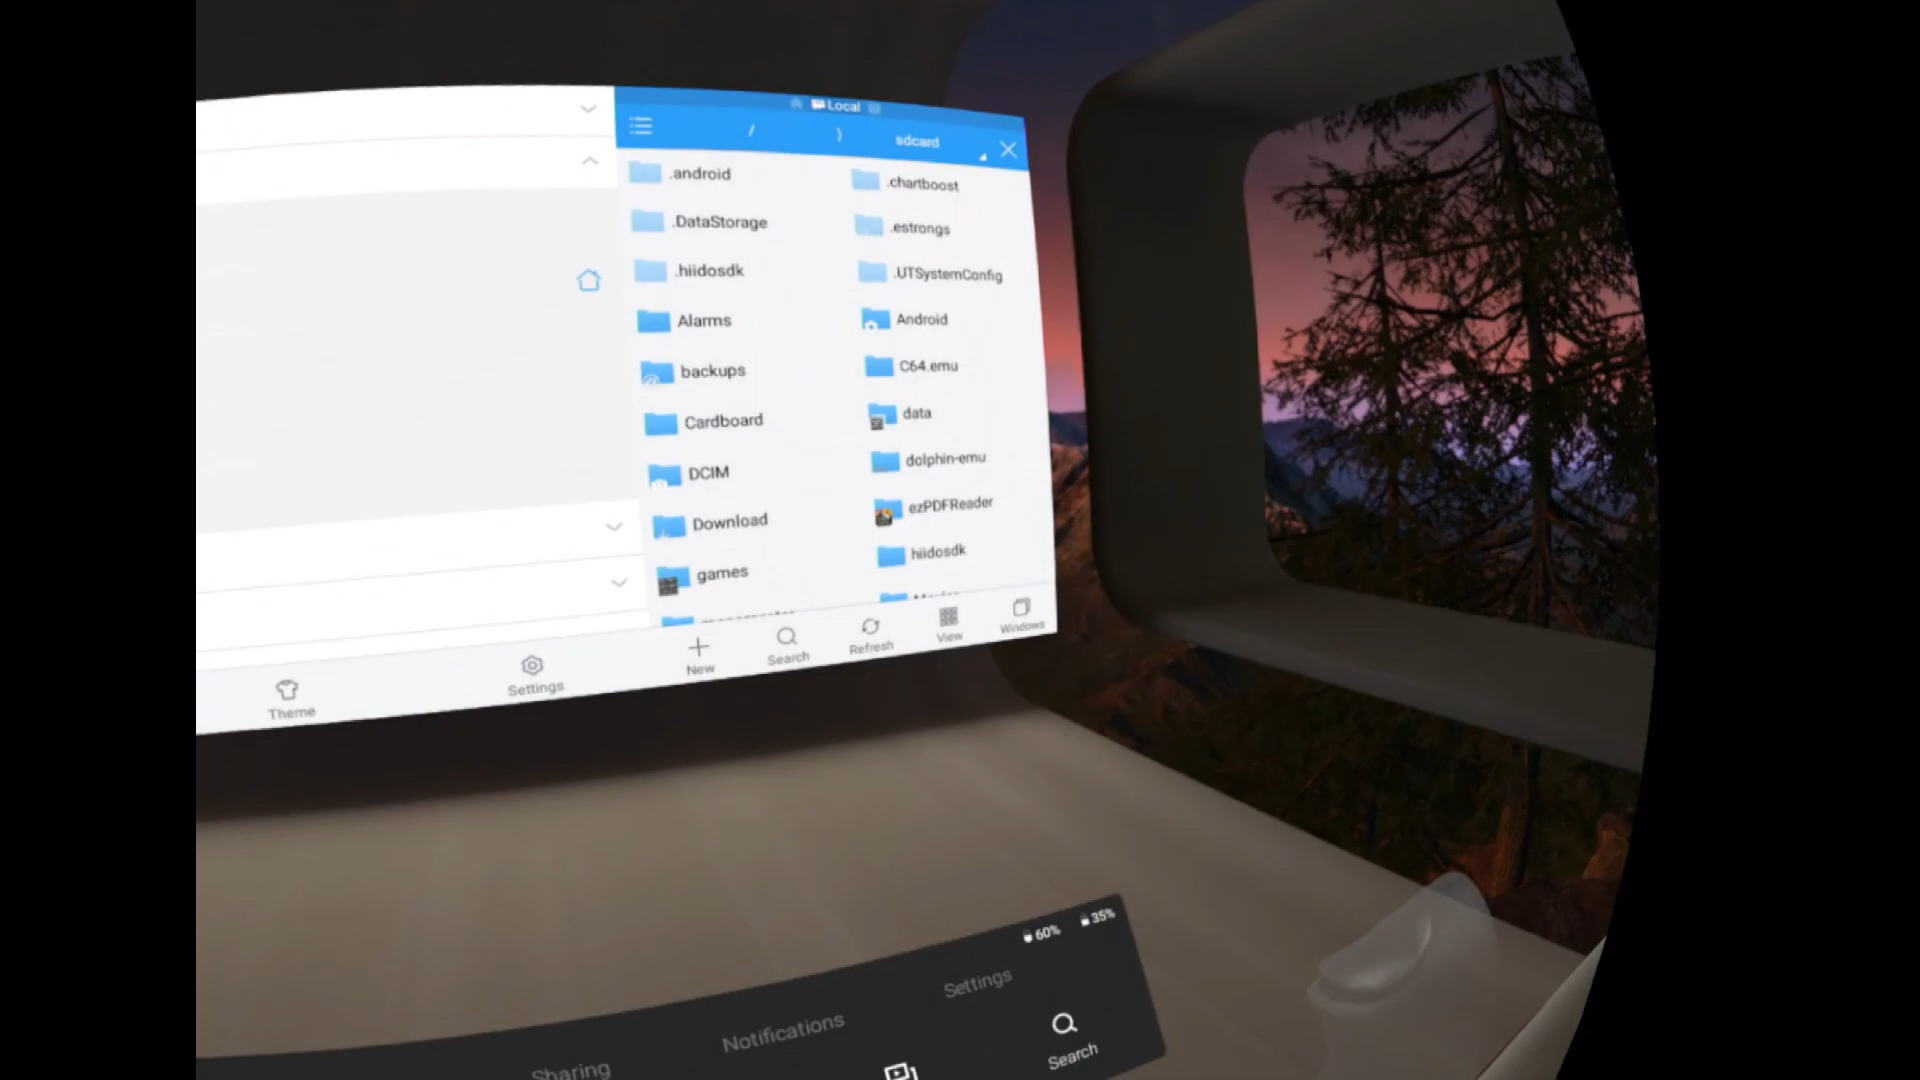 Local
/
)
sdcard
.android
.chartboost
.DataStorage
.estrongs
.hiidosdk
.UTSystemConfig
Alarms
Android
backups
C64.emu
Cardboard
data
DCIM
dolphin-emu
Download
ezPDFReader
games
hiidosdk
New
Search
Refresh
View
Windows
Theme
Settings
60%
35%
Sharing
Notifications
Settings
Search